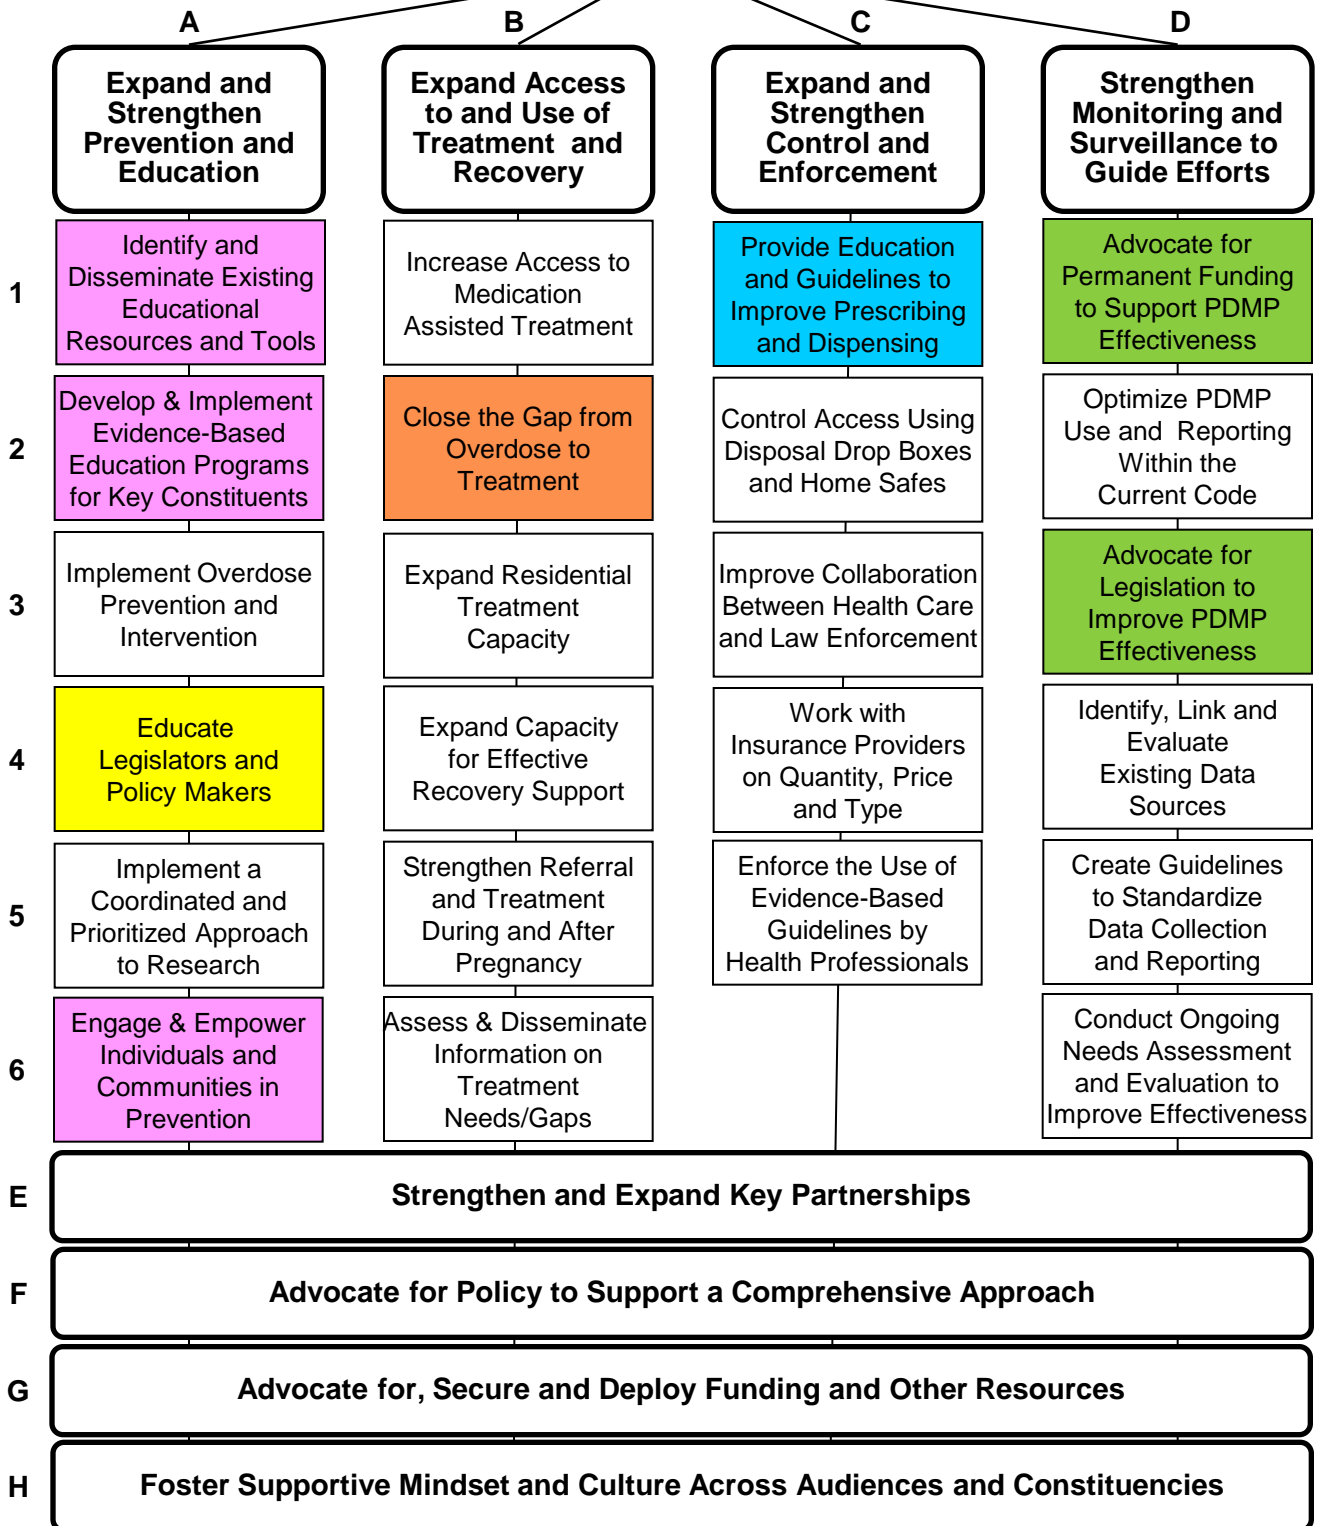 A
B
C
D
Expand and
Strengthen
Prevention and
Education
Expand Access
to and Use of
Treatment and
Recovery
Expand and
Strengthen
Control and
Enforcement
Strengthen
Monitoring and
Surveillance to
Guide Efforts
1
Identify and
Disseminate Existing
Educational
Resources and Tools
Increase Access to
Medication
Assisted Treatment
Provide Education
and Guidelines to
Improve Prescribing
and Dispensing
Advocate for
Permanent Funding
to Support PDMP
Effectiveness
2
Develop & Implement
Evidence-Based
Education Programs
for Key Constituents
Close the Gap from
Overdose to
Treatment
Control Access Using
Disposal Drop Boxes
and Home Safes
Optimize PDMP
Use and Reporting
Within the
Current Code
3
Implement Overdose
Prevention and
Intervention
Expand Residential
Treatment
Capacity
Improve Collaboration
Between Health Care
and Law Enforcement
Advocate for
Legislation to
Improve PDMP
Effectiveness
4
Educate
Legislators and
Policy Makers
Expand Capacity
for Effective
Recovery Support
Work with
Insurance Providers
on Quantity, Price
and Type
Identify, Link and
Evaluate
Existing Data
Sources
5
Implement a
Coordinated and
Prioritized Approach
to Research
Strengthen Referral
and Treatment
During and After
Pregnancy
Enforce the Use of
Evidence-Based
Guidelines by
Health Professionals
Create Guidelines
to Standardize
Data Collection
and Reporting
6
Engage & Empower
Individuals and
Communities in
Prevention
Assess & Disseminate
Information on
Treatment
Needs/Gaps
Conduct Ongoing
Needs Assessment
and Evaluation to
Improve Effectiveness
E
Strengthen and Expand Key Partnerships
F
Advocate for Policy to Support a Comprehensive Approach
G
Advocate for, Secure and Deploy Funding and Other Resources
H
Foster Supportive Mindset and Culture Across Audiences and Constituencies